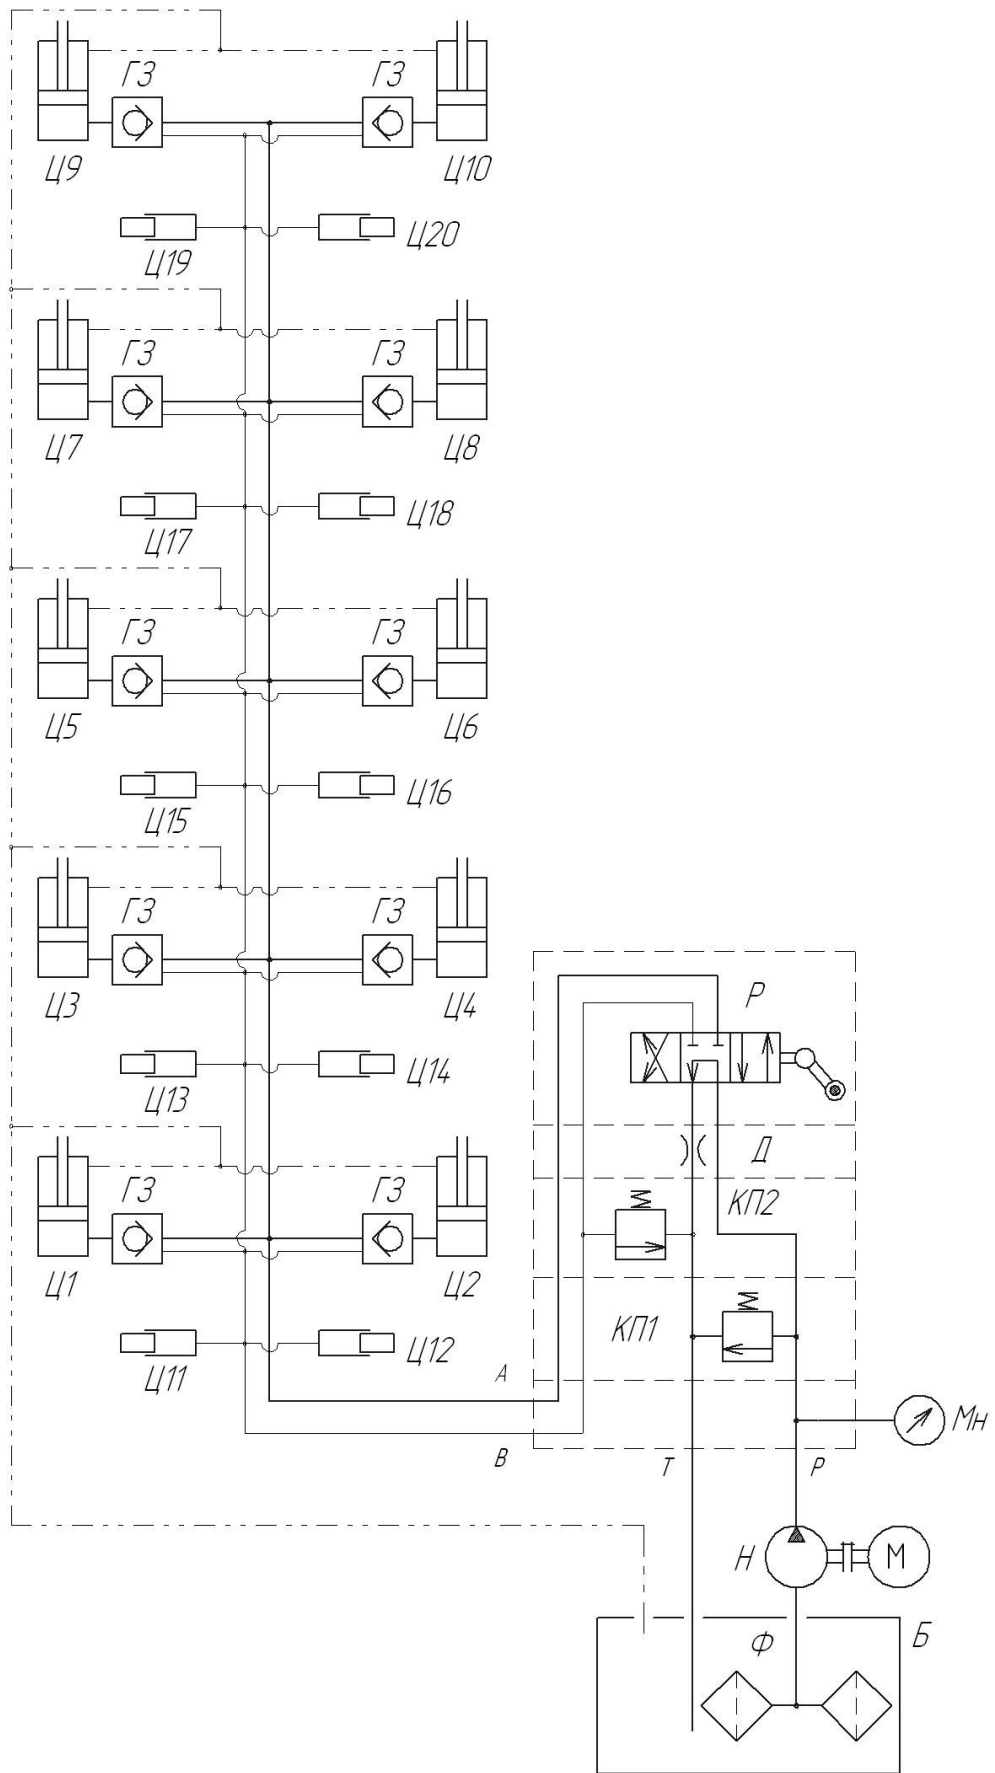 ГЗ ГЗ
Ц9 Ц10
Ц19 Ц20
ГЗ ГЗ
Ц7 Ц8
Ц17 Ц18
ГЗ ГЗ
Ц5 Ц6
Ц15 Ц16
ГЗ ГЗ
Ц3 Ц4
Р
Ц13 Ц14
Д
ГЗ ГЗ КП2
Ц1 Ц2
КП1
Ц11 Ц12
А
Мн
В Т Р
Н М
Ф Б